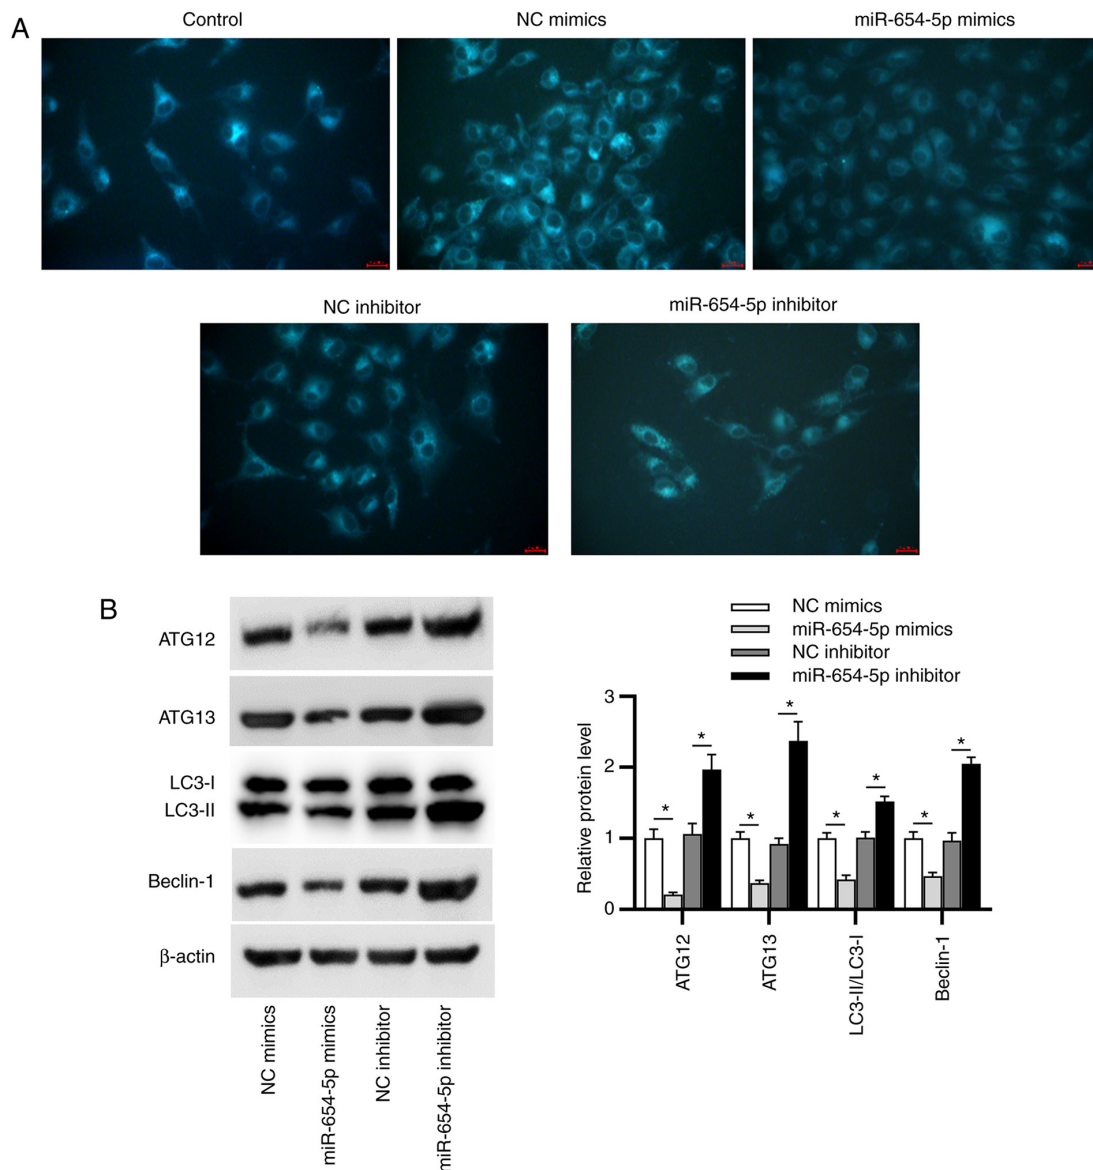 A
Control
NC mimics
miR-654-5p mimics
NC inhibitor
miR-654-5p inhibitor
B
ATG12
ATG13
LC3-I
LC3-II
Beclin-1
β-actin
NC mimics
miR-654-5p mimics
NC inhibitor
miR-654-5p inhibitor
NC mimics
miR-654-5p mimics
NC inhibitor
miR-654-5p inhibitor
Relative protein level
3
2
1
0
* * * * * * * *
ATG12
ATG13
LC3-II/LC3-I
Beclin-1